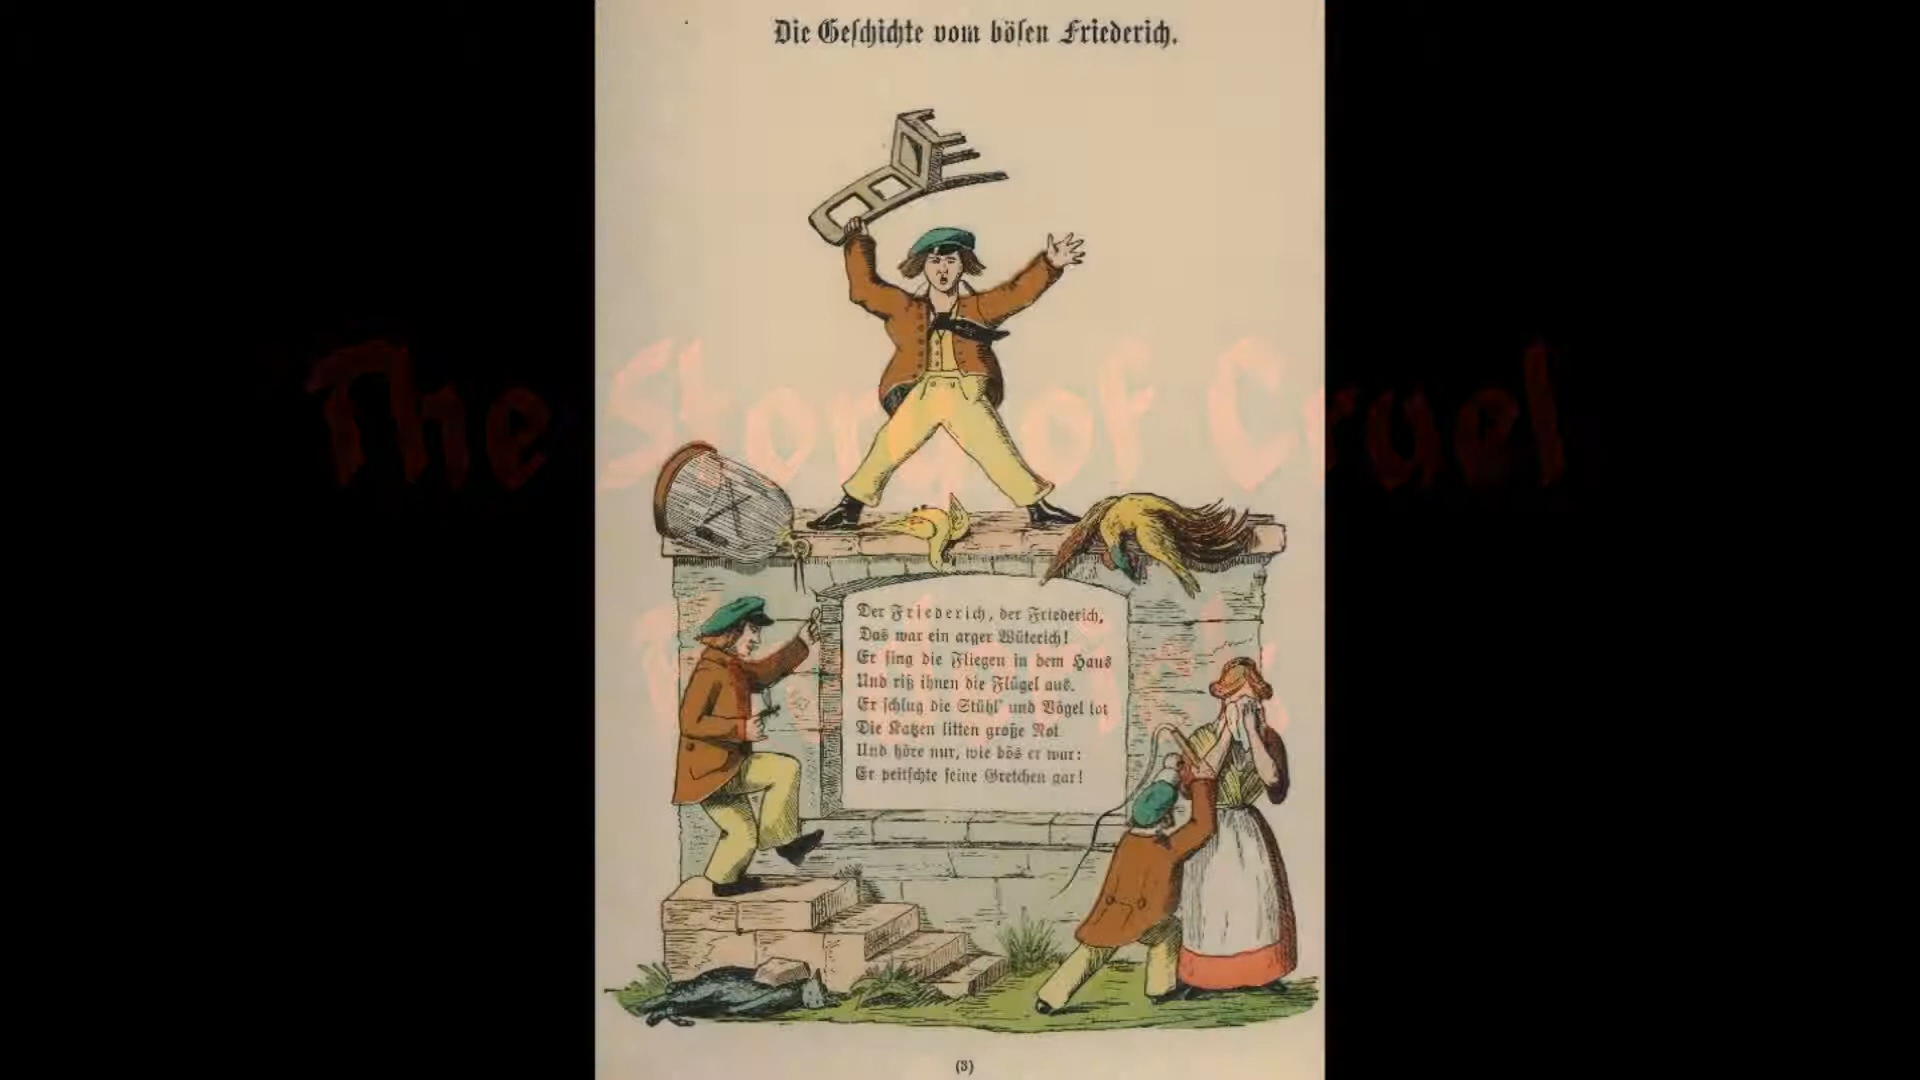 Die Geschichte vom bösen Friederich.
The Story of Cruel
Der Friederich, der Friederich,
Das war ein arger Wüterich!
Er fing die Fliegen in dem Haus
Und riß ihnen die Flügel aus.
Er schlug die Stühl' und Vögel tot
Die Katzen litten große Not
Und höre nur, wie bös er war:
Er peitschte seine Gretchen gar!
(3)